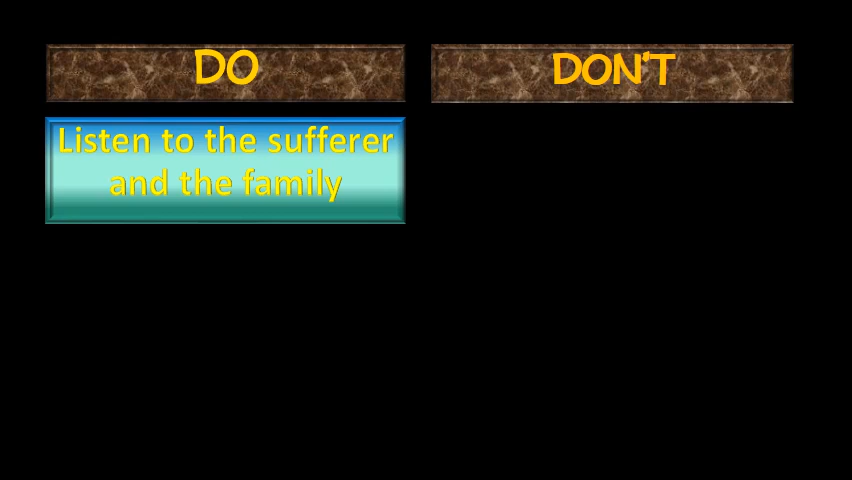 DO
DON'T
Listen to the sufferer
and the family